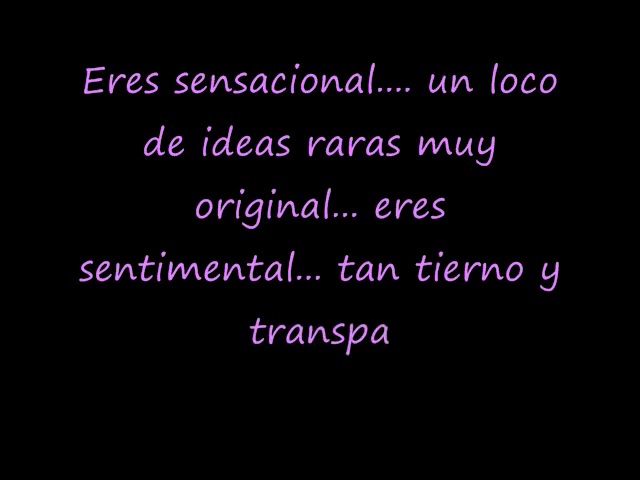 Eres sensacional.... un loco
de ideas raras muy
original... eres
sentimental... tan tierno y
transpa